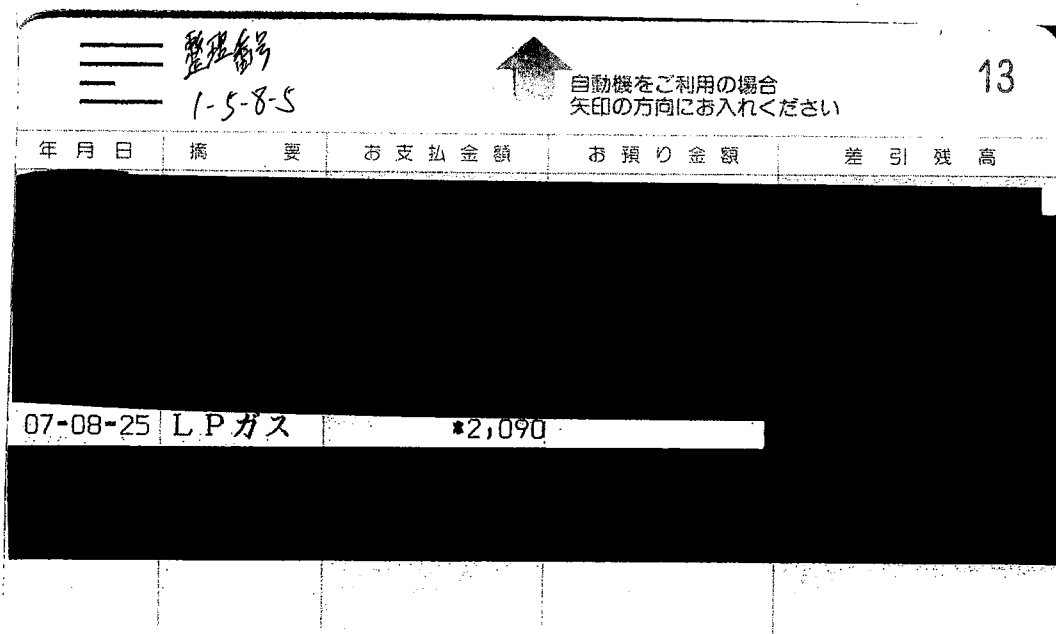 整理番号
1-5-8-5
自動機をご利用の場合
矢印の方向にお入れください
13
年月日 摘要 お支払金額 お預り金額 差引残高
07-08-25 LPガス *2,090